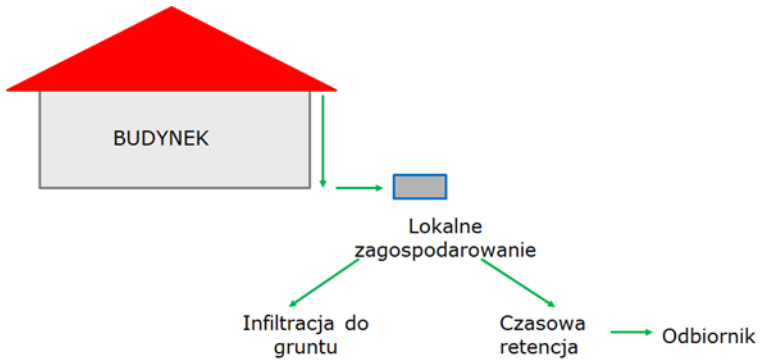 BUDYNEK
Lokalne
zagospodarowanie
Infiltracja do
gruntu
Czasowa
retencja
Odbiornik